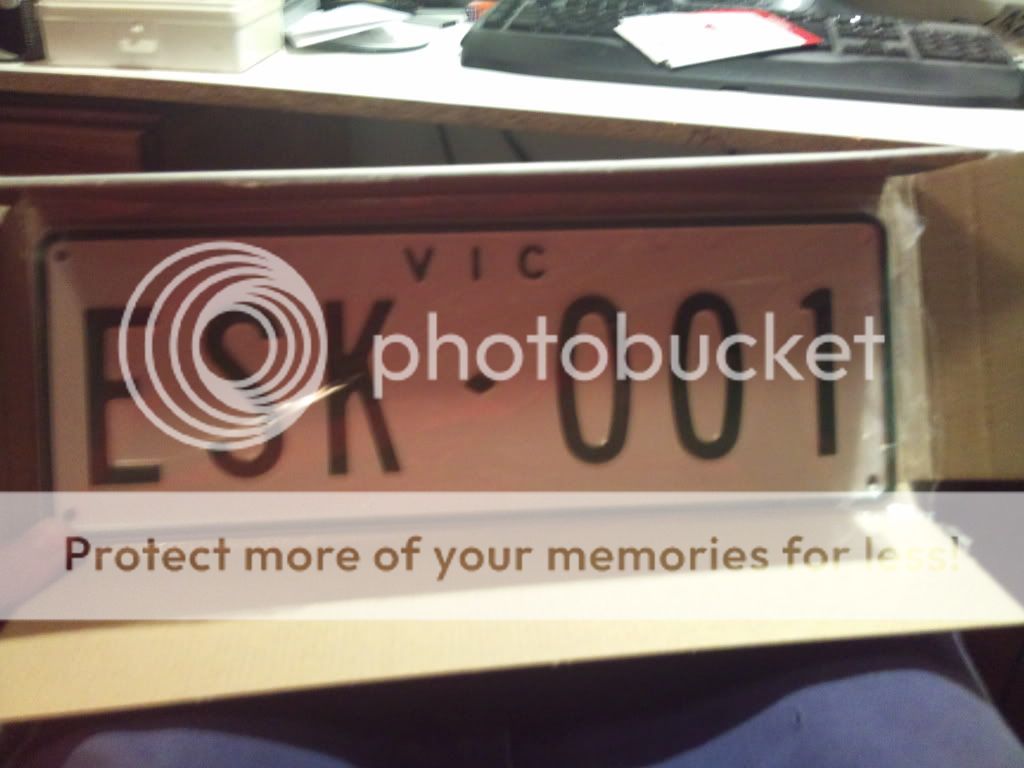 VIC
ESK·001
photobucket
Protect more of your memories for less!